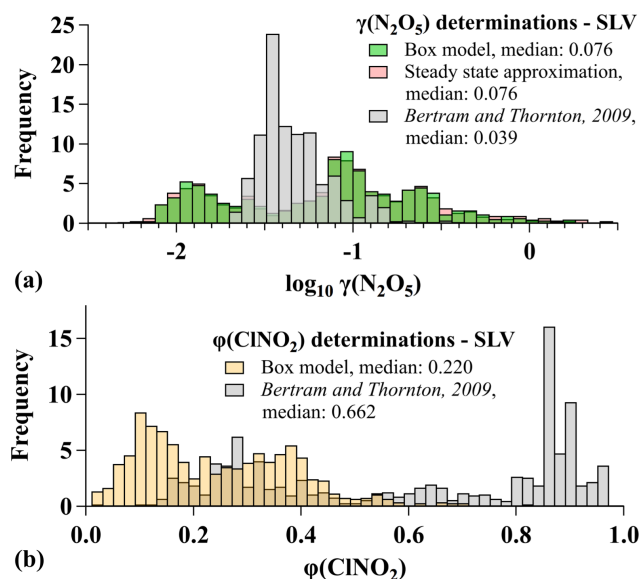 γ(N₂O₅) determinations - SLV
Box model, median: 0.076
Steady state approximation,
median: 0.076
Bertram and Thornton, 2009,
median: 0.039
Frequency
25
20
15
10
5
0
-2 -1 0
(a)
log₁₀ γ(N₂O₅)
φ(ClNO₂) determinations - SLV
Box model, median: 0.220
Bertram and Thornton, 2009,
median: 0.662
Frequency
15
10
5
0
0.0 0.2 0.4 0.6 0.8 1.0
(b)
φ(ClNO₂)